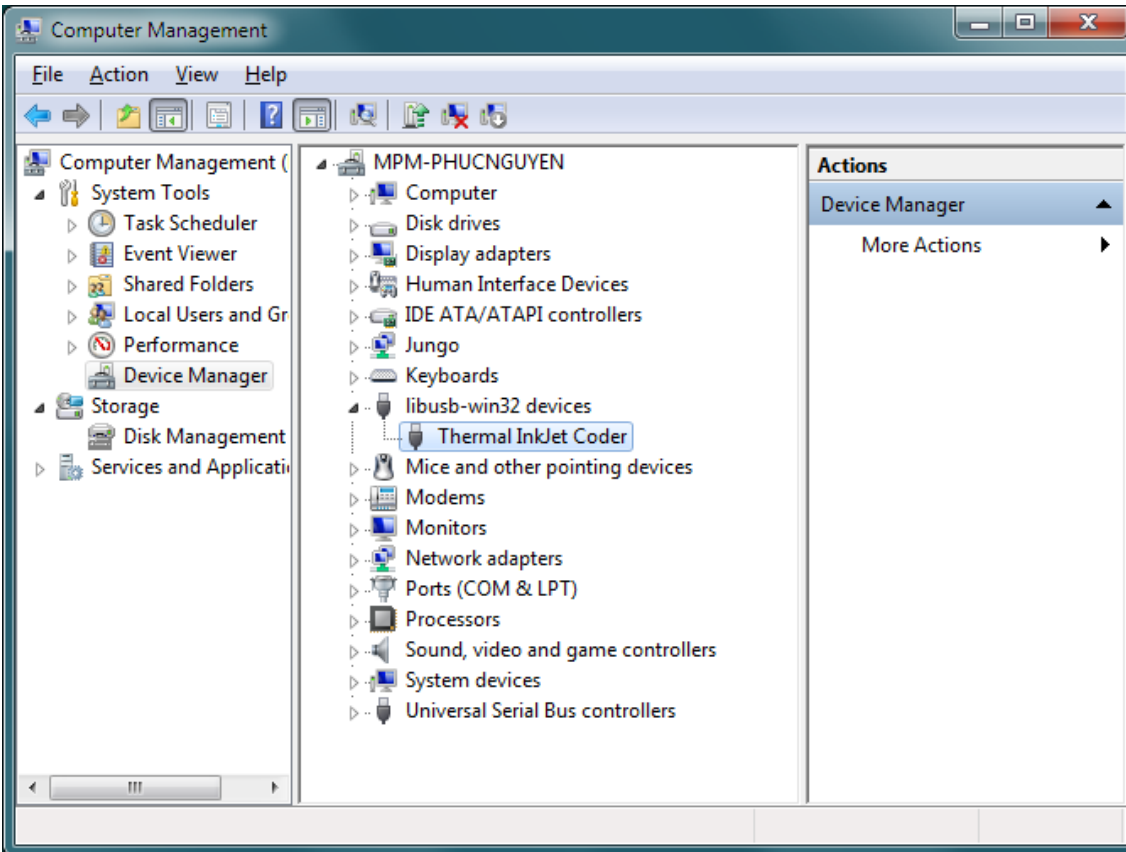 Computer Management
File Action View Help
Computer Management (
System Tools
Task Scheduler
Event Viewer
Shared Folders
Local Users and Gr
Performance
Device Manager
Storage
Disk Management
Services and Applicati
MPM-PHUCNGUYEN
Computer
Disk drives
Display adapters
Human Interface Devices
IDE ATA/ATAPI controllers
Jungo
Keyboards
libusb-win32 devices
Thermal InkJet Coder
Mice and other pointing devices
Modems
Monitors
Network adapters
Ports (COM & LPT)
Processors
Sound, video and game controllers
System devices
Universal Serial Bus controllers
Actions
Device Manager
More Actions